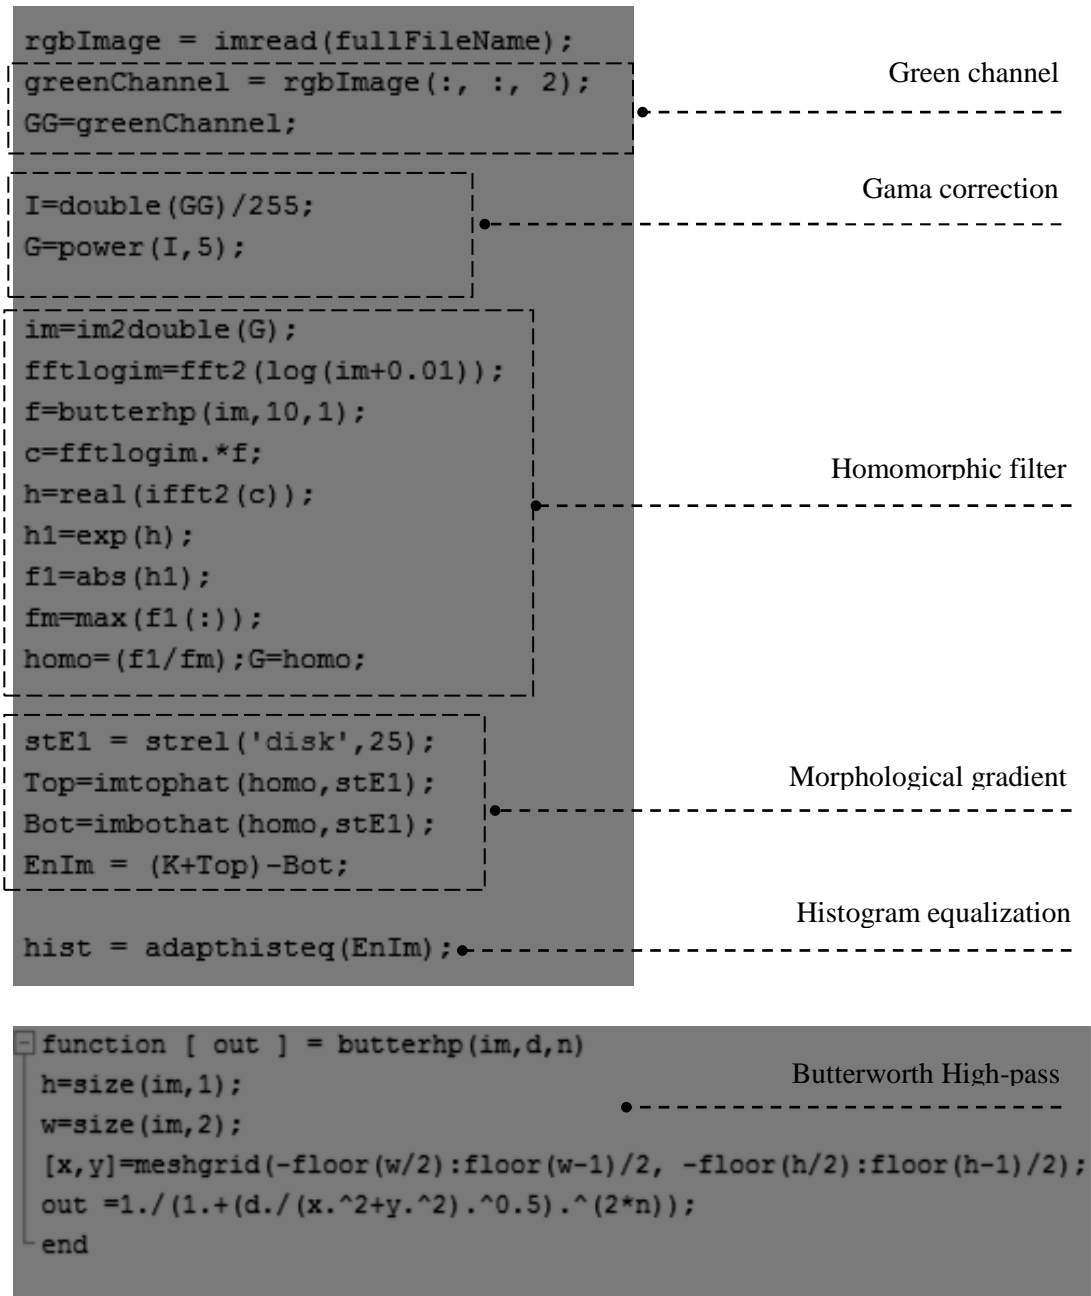 rgbImage = imread(fullFileName);
greenChannel = rgbImage(:, :, 2);
GG=greenChannel;
Green channel
I=double(GG)/255;
G=power(I,5);
Gama correction
im=im2double(G);
fftlogim=fft2(log(im+0.01));
f=butterhp(im,10,1);
c=fftlogim.*f;
h=real(ifft2(c));
h1=exp(h);
f1=abs(h1);
fm=max(f1(:));
homo=(f1/fm);G=homo;
Homomorphic filter
stE1 = strel('disk',25);
Top=imtophat(homo,stE1);
Bot=imbothat(homo,stE1);
EnIm = (K+Top)-Bot;
Morphological gradient
hist = adapthisteq(EnIm);
Histogram equalization
function [ out ] = butterhp(im,d,n)
h=size(im,1);
w=size(im,2);
[x,y]=meshgrid(-floor(w/2):floor(w-1)/2, -floor(h/2):floor(h-1)/2);
out =1./(1.+(d./(x.^2+y.^2).^0.5).^(2*n));
end
Butterworth High-pass